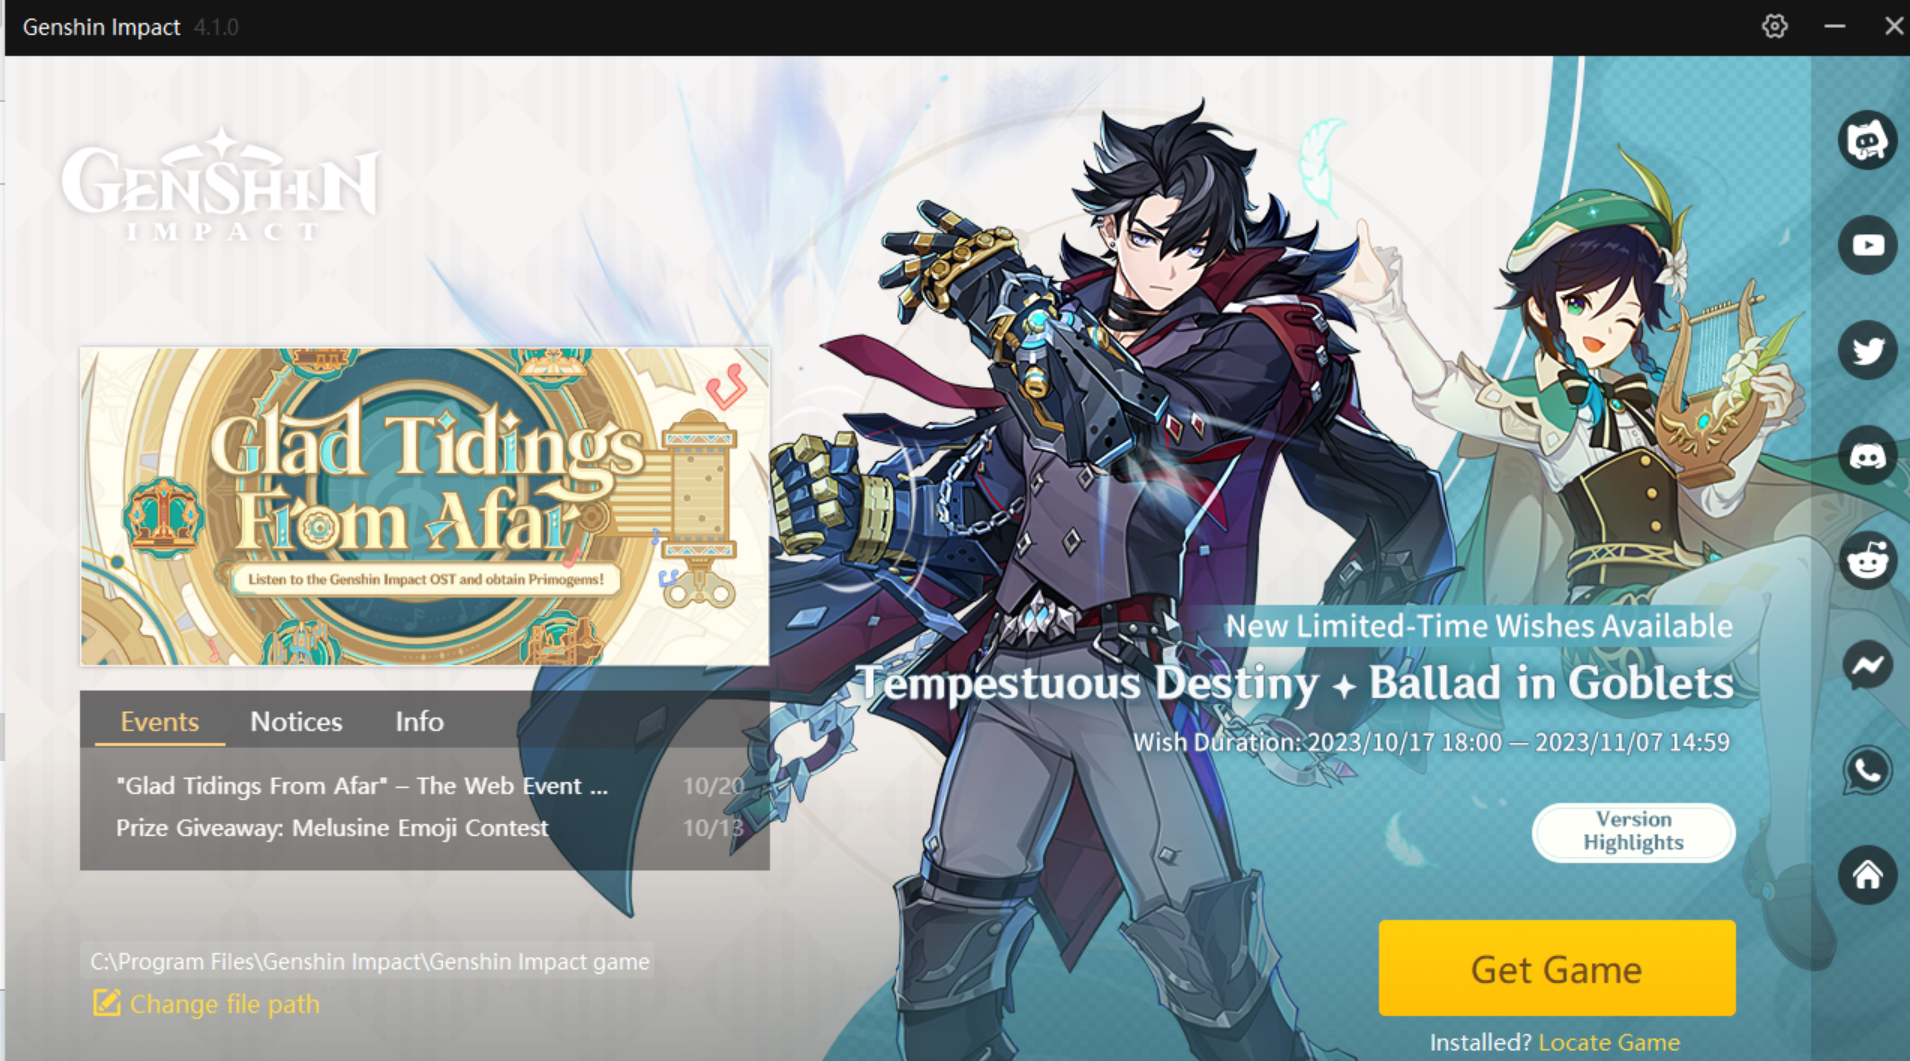 Genshin Impact 4.1.0
GENSHIN
IMPACT
Glad Tidings
From Afar
Listen to the Genshin Impact OST and obtain Primogems!
New Limited-Time Wishes Available
Tempestuous Destiny ✦ Ballad in Goblets
Wish Duration: 2023/10/17 18:00 — 2023/11/07 14:59
Events Notices Info
"Glad Tidings From Afar" – The Web Event ... 10/20
Prize Giveaway: Melusine Emoji Contest 10/13
Version
Highlights
C:\Program Files\Genshin Impact\Genshin Impact game
Change file path
Get Game
Installed? Locate Game